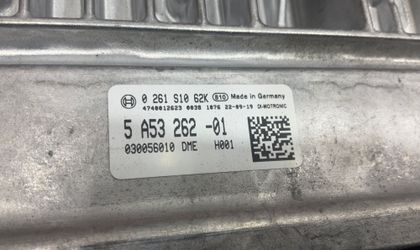 0 261 S10 62K S10 Made in Germany
4740012623 0038 1076 22-09-19 DI-MOTRONIC
5 A53 262 -01
030056010 DME H001